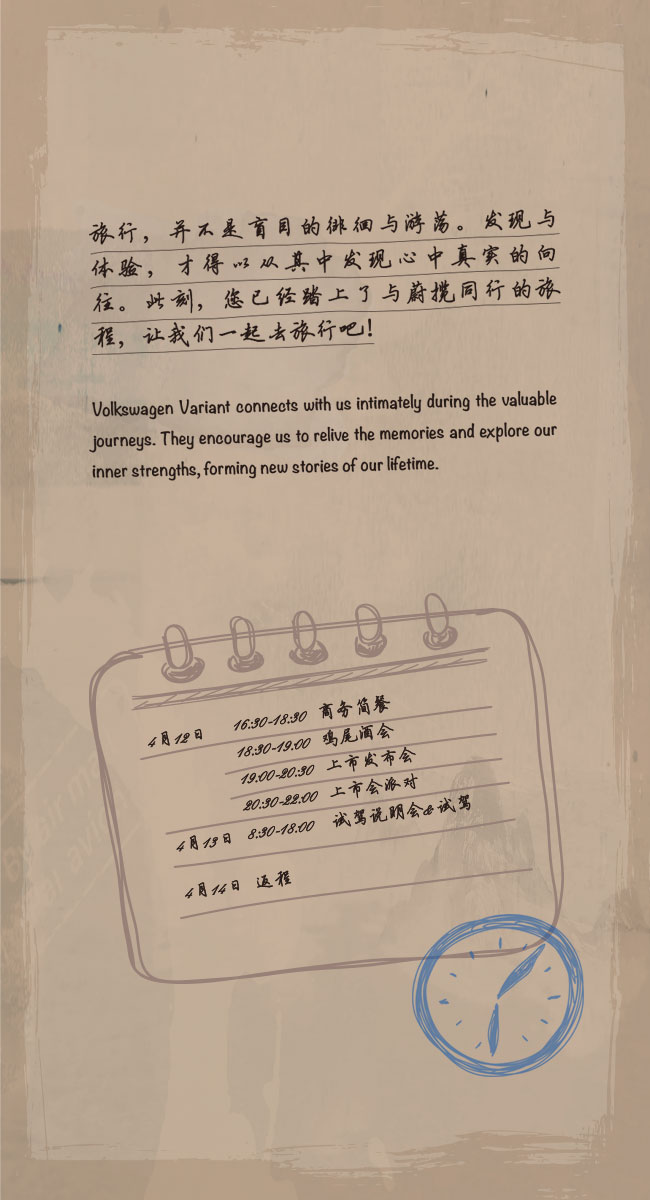 旅行，并不是盲目的徘徊与游荡。发现与
体验，才得以从其中发现心中真实的向
往。此刻，您已经踏上了与蔚揽同行的旅
程，让我们一起去旅行吧!
Volkswagen Variant connects with us intimately during the valuable
journeys. They encourage us to relive the memories and explore our
inner strengths, forming new stories of our lifetime.
4月12日 16:30-18:30 商务简餐
18:30-19:00 鸡尾酒会
19:00-20:30 上市发布会
20:30-22:00 上市会派对
4月13日 8:30-18:00 试驾说明会&试驾
4月14日 返程